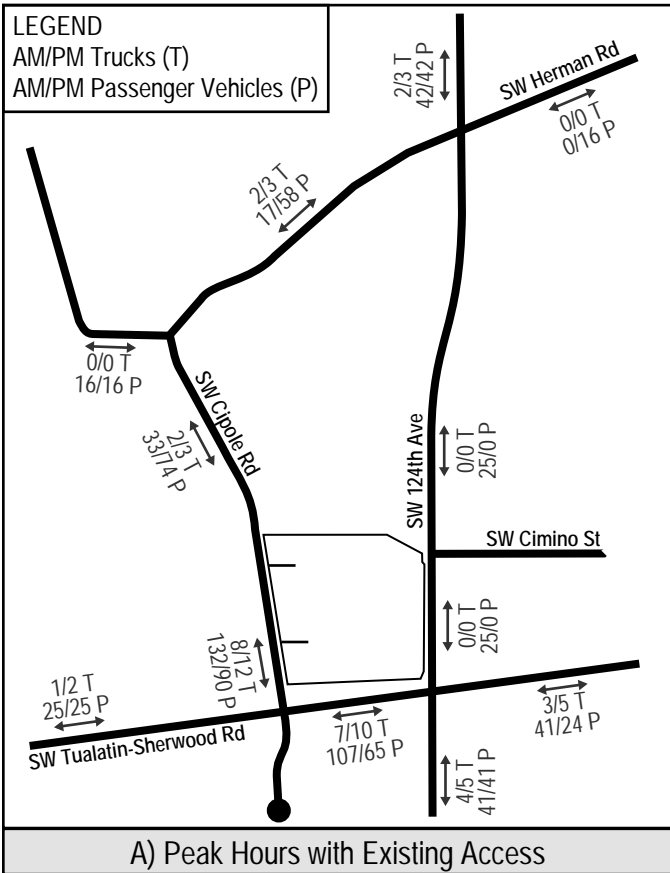 LEGEND
AM/PM Trucks (T)
AM/PM Passenger Vehicles (P)
2/3 T
42/42 P
SW Herman Rd
0/0 T
0/16 P
2/3 T
17/58 P
0/0 T
16/16 P
SW Cipole Rd
2/3 T
33/74 P
SW 124th Ave
0/0 T
25/0 P
SW Cimino St
0/0 T
25/0 P
8/12 T
132/90 P
1/2 T
25/25 P
SW Tualatin-Sherwood Rd
7/10 T
107/65 P
3/5 T
41/24 P
4/5 T
41/41 P
A) Peak Hours with Existing Access